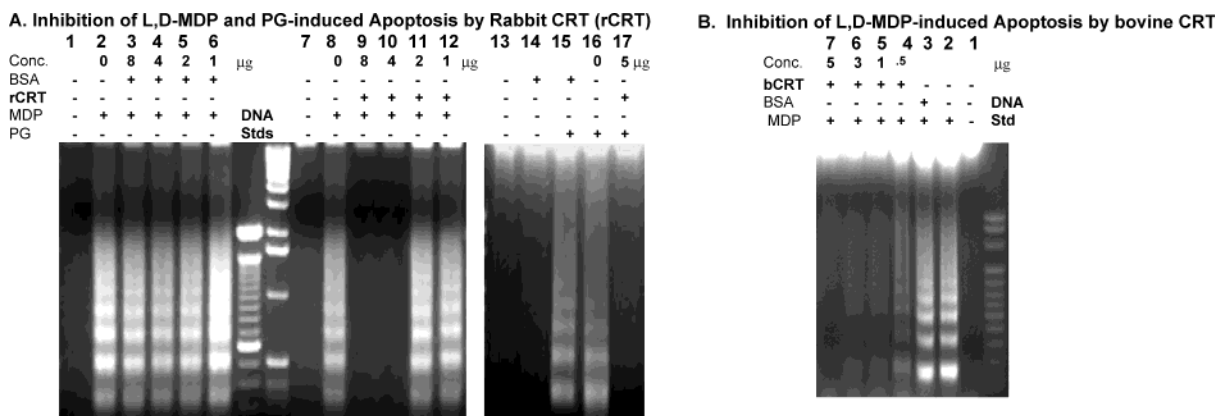 A. Inhibition of L,D-MDP and PG-induced Apoptosis by Rabbit CRT (rCRT)
1 2 3 4 5 6 7 8 9 10 11 12 13 14 15 16 17
Conc. 0 8 4 2 1 µg 0 8 4 2 1 µg 0 5 µg
BSA - - + + + + - - - - - - - + + - -
rCRT - - - - - - - - + + + + - - - - +
MDP - + + + + + DNA - + + + + + - - - - -
PG - - - - - - Stds - - - - - - - - + + +
B. Inhibition of L,D-MDP-induced Apoptosis by bovine CRT
7 6 5 4 3 2 1
Conc. 5 3 1 .5 µg
bCRT + + + + - - -
BSA - - - - + - - DNA
MDP + + + + + + - Std